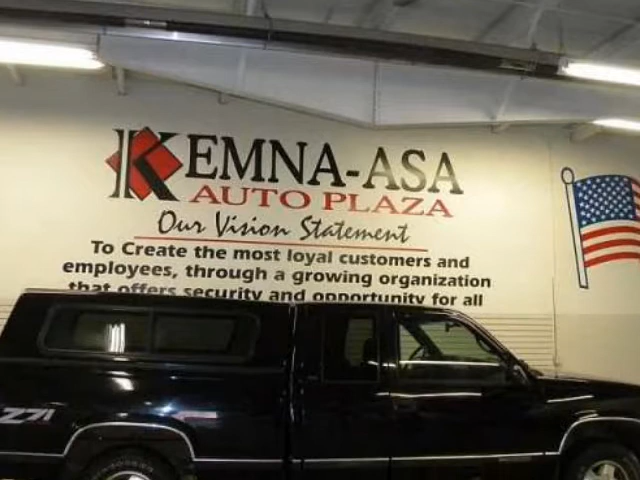 KEMNA-ASA
AUTO PLAZA
Our Vision Statement
To Create the most loyal customers and
employees, through a growing organization
that offers security and opportunity for all
Z71